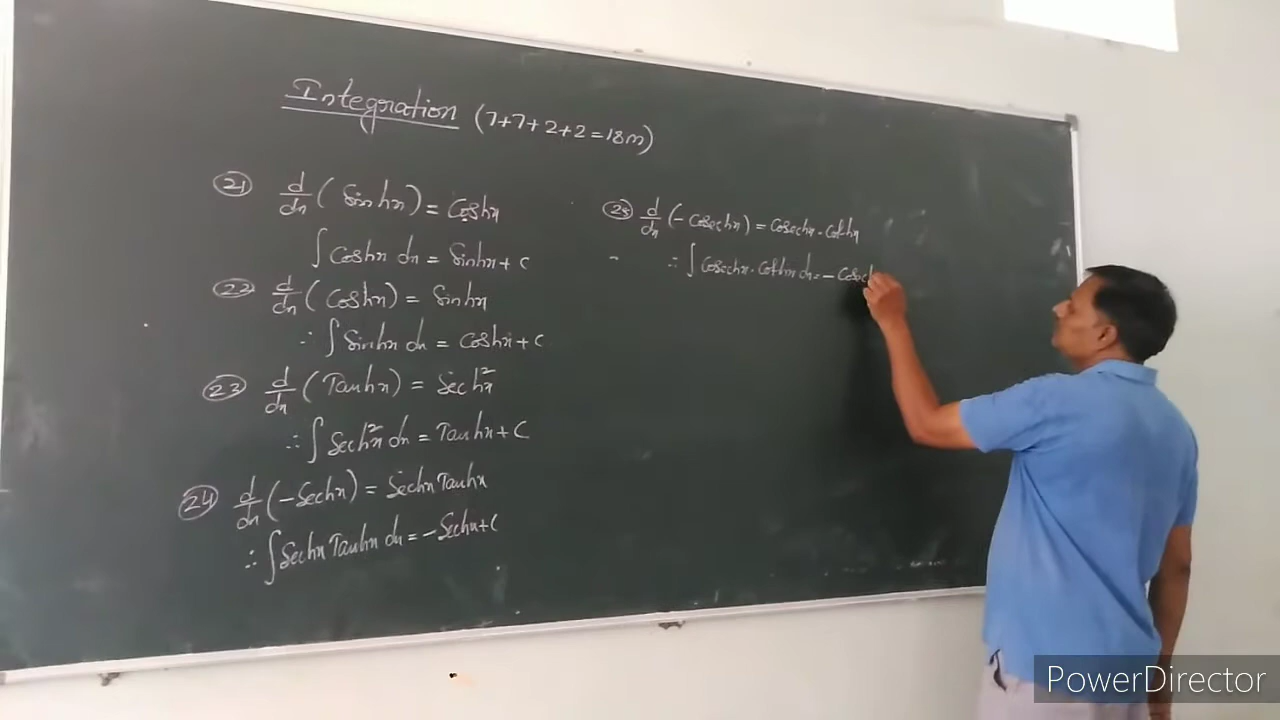 Integration (7+7+2+2=18m)
21 d/dx (Sinhx) = Coshx
∫ Coshx dx = Sinhx + C
22 d/dx (Coshx) = Sinhx
∴ ∫ Sinhx dx = Coshx + C
23 d/dx (Tanhx) = Sech²x
∴ ∫ Sech²x dx = Tanhx + C
24 d/dx (-Sechx) = Sechx Tanhx
∴ ∫ Sechx Tanhx dx = -Sechx + C
25 d/dx (-Cosechx) = Cosechx . Cothx
∴ ∫ Cosechx . Cothx dx = - Cosech
PowerDirector